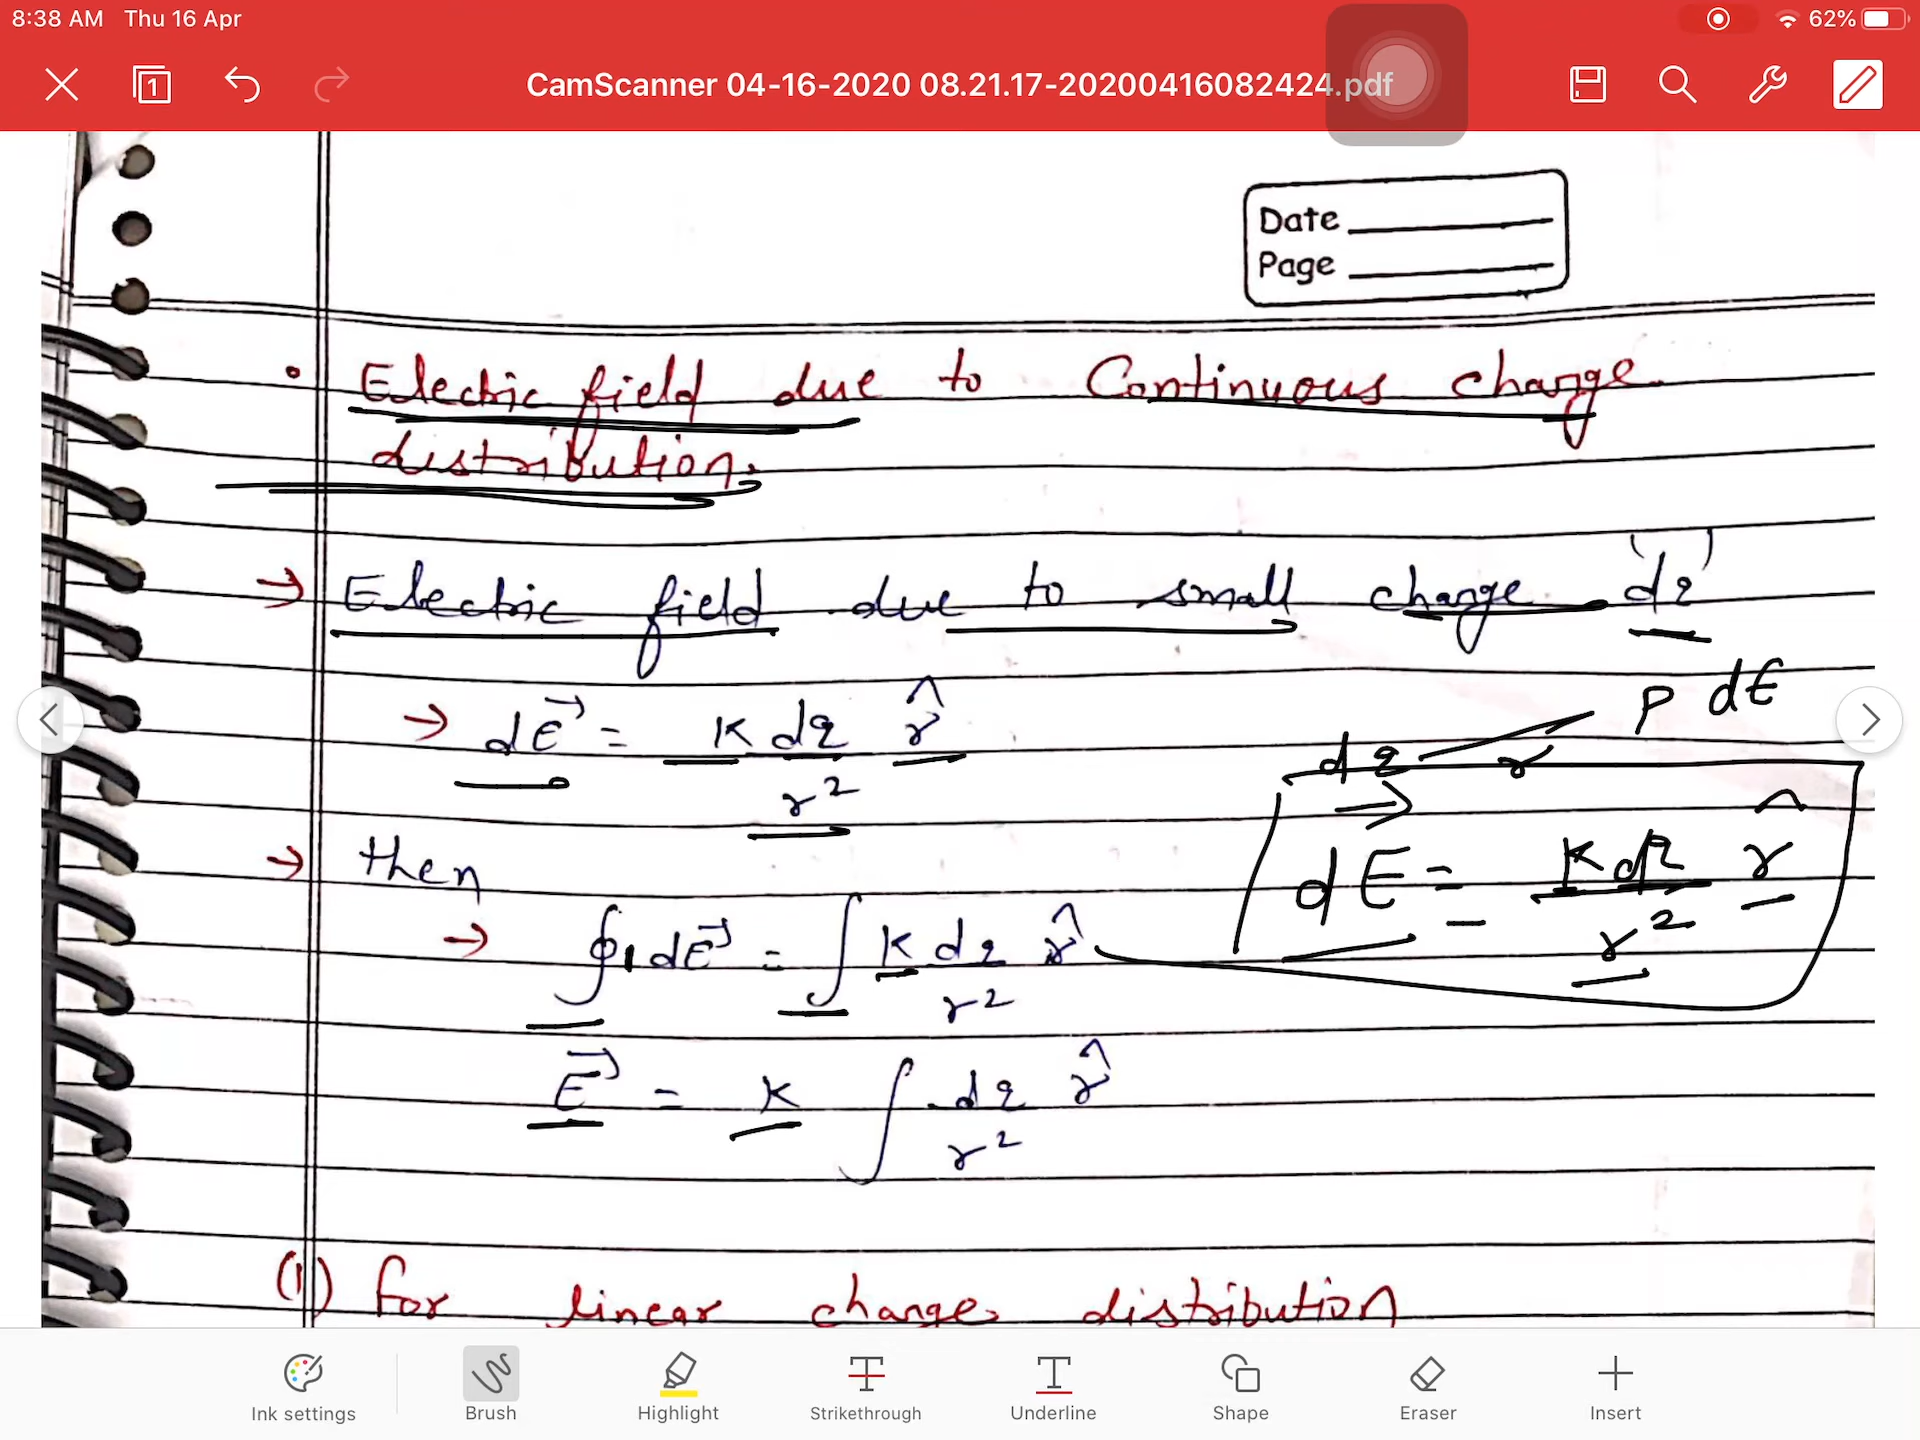 8:38 AM Thu 16 Apr
62%
1
CamScanner 04-16-2020 08.21.17-20200416082424.pdf
Date
Page
• Electric field due to Continuous charge
distribution.
→ Electric field due to small charge 'dq'
→ dE⃗ = K dq r̂
r²
P dE
dq r
→ then
dE⃗ = K dq r̂
r²
→ ∮ dE⃗ = ∫ K dq r̂
r²
E⃗ = K ∫ dq r̂
r²
(1) for linear charge distribution
Ink settings Brush Highlight Strikethrough Underline Shape Eraser Insert